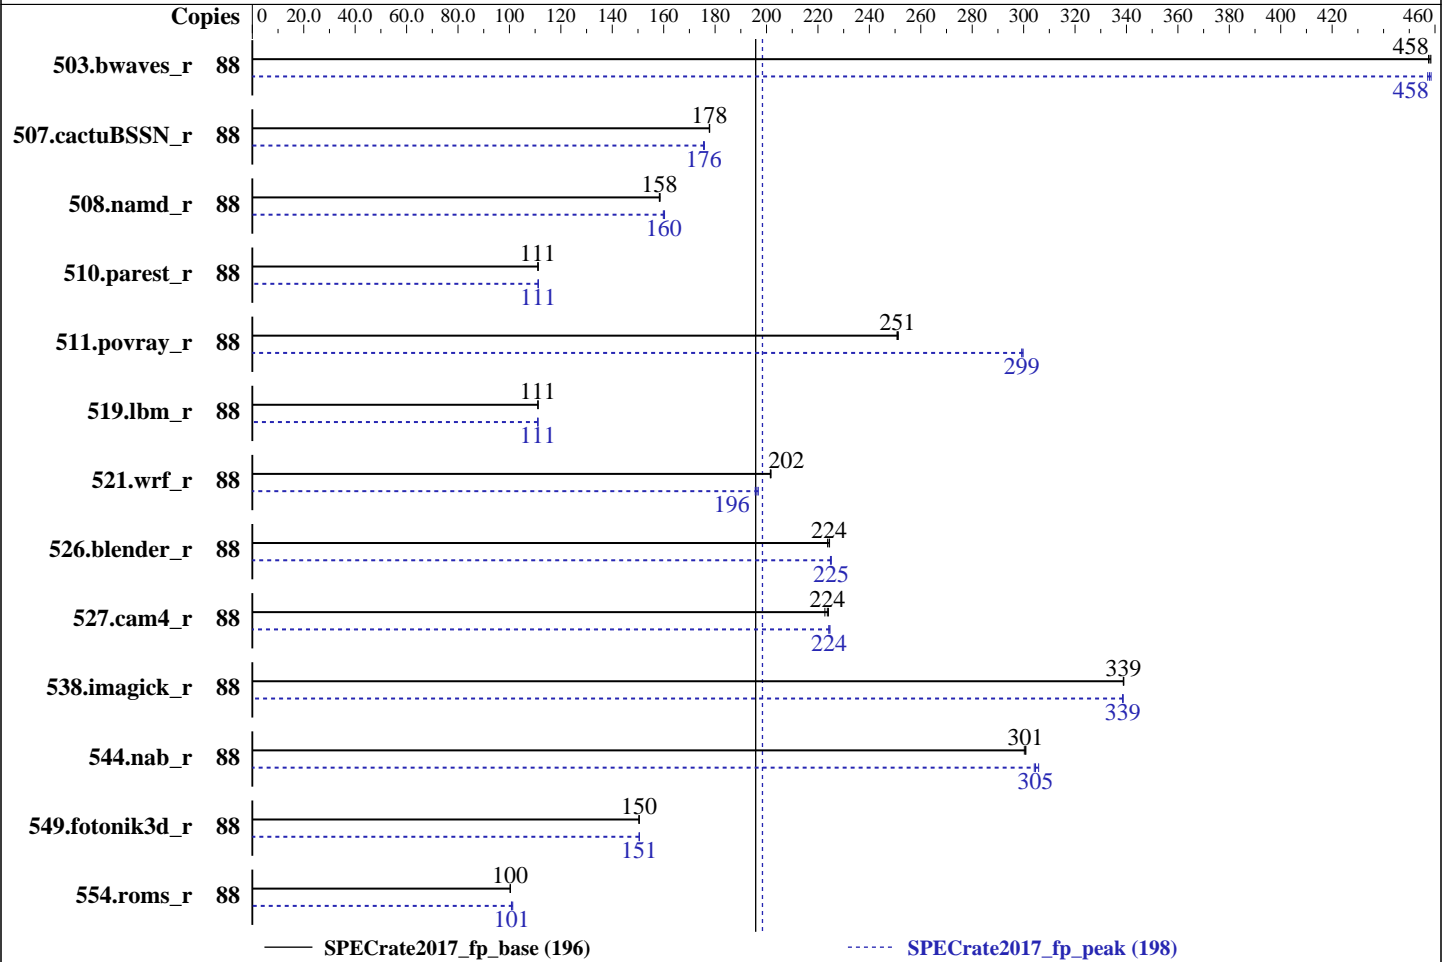 Copies 0 20.0 40.0 60.0 80.0 100 120 140 160 180 200 220 240 260 280 300 320 340 360 380 400 420 460
503.bwaves_r 88 458
458
507.cactuBSSN_r 88 178
176
508.namd_r 88 158
160
510.parest_r 88 111
111
511.povray_r 88 251
299
519.lbm_r 88 111
111
521.wrf_r 88 202
196
526.blender_r 88 224
225
527.cam4_r 88 224
224
538.imagick_r 88 339
339
544.nab_r 88 301
305
549.fotonik3d_r 88 150
151
554.roms_r 88 100
101
SPECrate2017_fp_base (196) SPECrate2017_fp_peak (198)